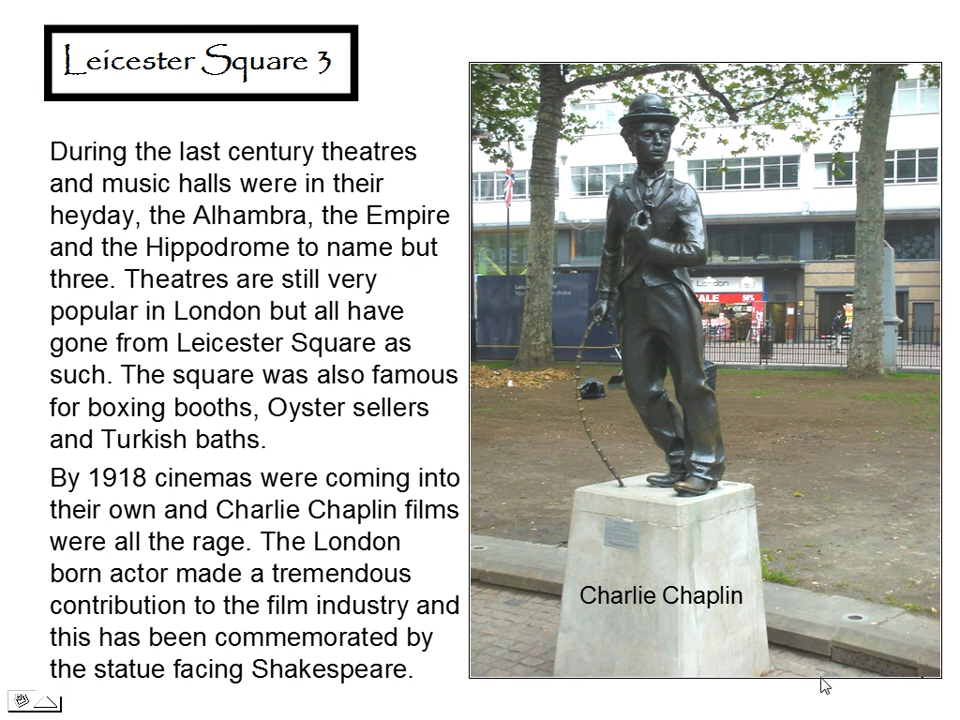 Leicester Square 3
During the last century theatres
and music halls were in their
heyday, the Alhambra, the Empire
and the Hippodrome to name but
three. Theatres are still very
popular in London but all have
gone from Leicester Square as
such. The square was also famous
for boxing booths, Oyster sellers
and Turkish baths.
By 1918 cinemas were coming into
their own and Charlie Chaplin films
were all the rage. The London
born actor made a tremendous
contribution to the film industry and
this has been commemorated by
the statue facing Shakespeare.
London
SALE 50%
Charlie Chaplin